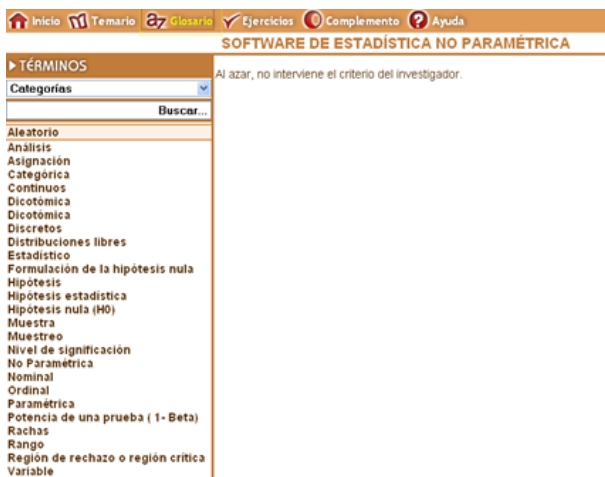 Inicio Temario az Glosario Ejercicios Complemento Ayuda
SOFTWARE DE ESTADÍSTICA NO PARAMÉTRICA
TÉRMINOS
Al azar, no interviene el criterio del investigador.
Categorías
Buscar...
Aleatorio
Análisis
Asignación
Categórica
Continuos
Dicotómica
Dicotómica
Discretos
Distribuciones libres
Estadístico
Formulación de la hipótesis nula
Hipótesis
Hipótesis estadística
Hipótesis nula (H0)
Muestra
Muestreo
Nivel de significación
No Paramétrica
Nominal
Ordinal
Paramétrica
Potencia de una prueba ( 1- Beta)
Rachas
Rango
Región de rechazo o región crítica
Variable